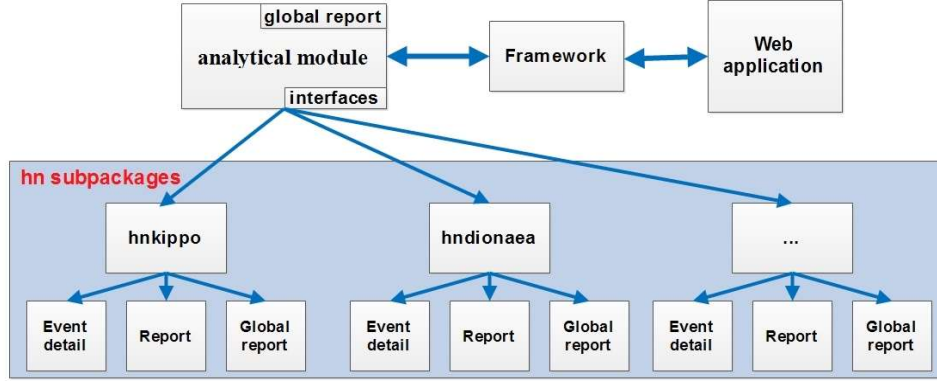 global report
analytical module
interfaces
Framework
Web
application
hn subpackages
hnkippo
hndionaea
...
Event
detail
Report
Global
report
Event
detail
Report
Global
report
Event
detail
Report
Global
report